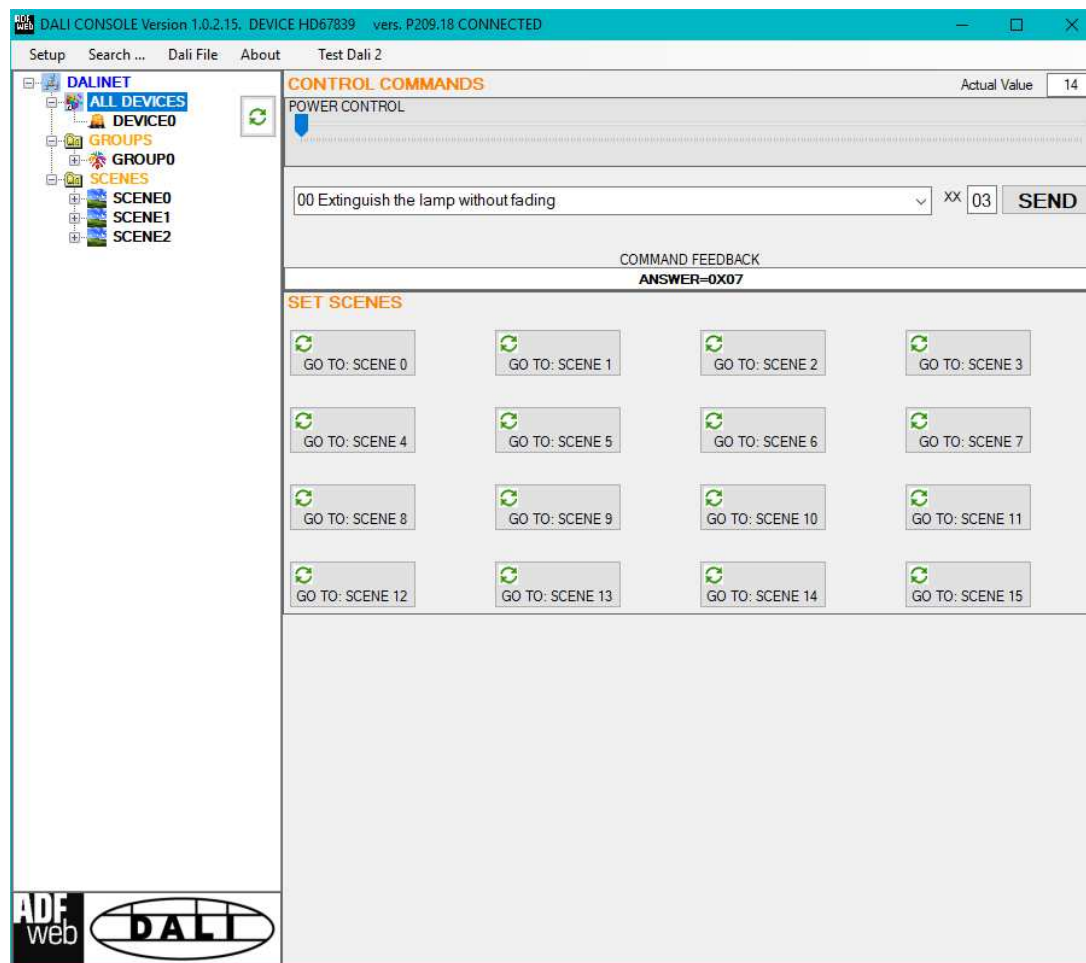 ADF web DALI CONSOLE Version 1.0.2.15. DEVICE HD67839 vers. P209.18 CONNECTED
Setup Search ... Dali File About Test Dali 2
DALINET
ALL DEVICES
DEVICE0
GROUPS
GROUP0
SCENES
SCENE0
SCENE1
SCENE2
CONTROL COMMANDS Actual Value 14
POWER CONTROL
00 Extinguish the lamp without fading XX 03 SEND
COMMAND FEEDBACK
ANSWER=0X07
SET SCENES
GO TO: SCENE 0 GO TO: SCENE 1 GO TO: SCENE 2 GO TO: SCENE 3
GO TO: SCENE 4 GO TO: SCENE 5 GO TO: SCENE 6 GO TO: SCENE 7
GO TO: SCENE 8 GO TO: SCENE 9 GO TO: SCENE 10 GO TO: SCENE 11
GO TO: SCENE 12 GO TO: SCENE 13 GO TO: SCENE 14 GO TO: SCENE 15
ADF
web
DALI